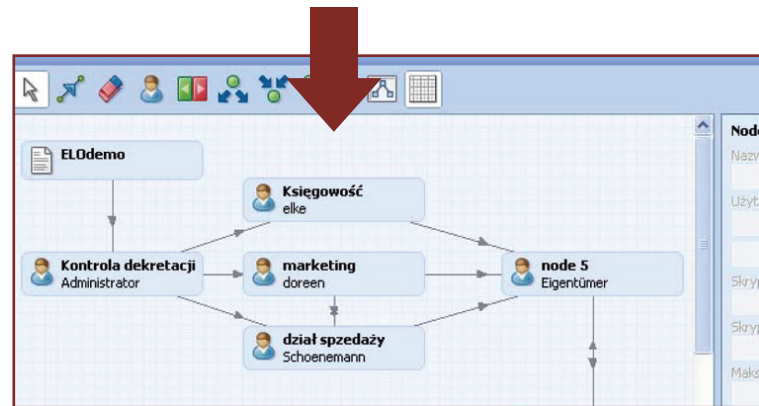 ELOdemo
Księgowość
elke
Kontrola dekretacji
Administrator
marketing
doreen
node 5
Eigentümer
dział spzedaży
Schoenemann
Node
Nazw
Użyt
Skryp
Skryp
Maks